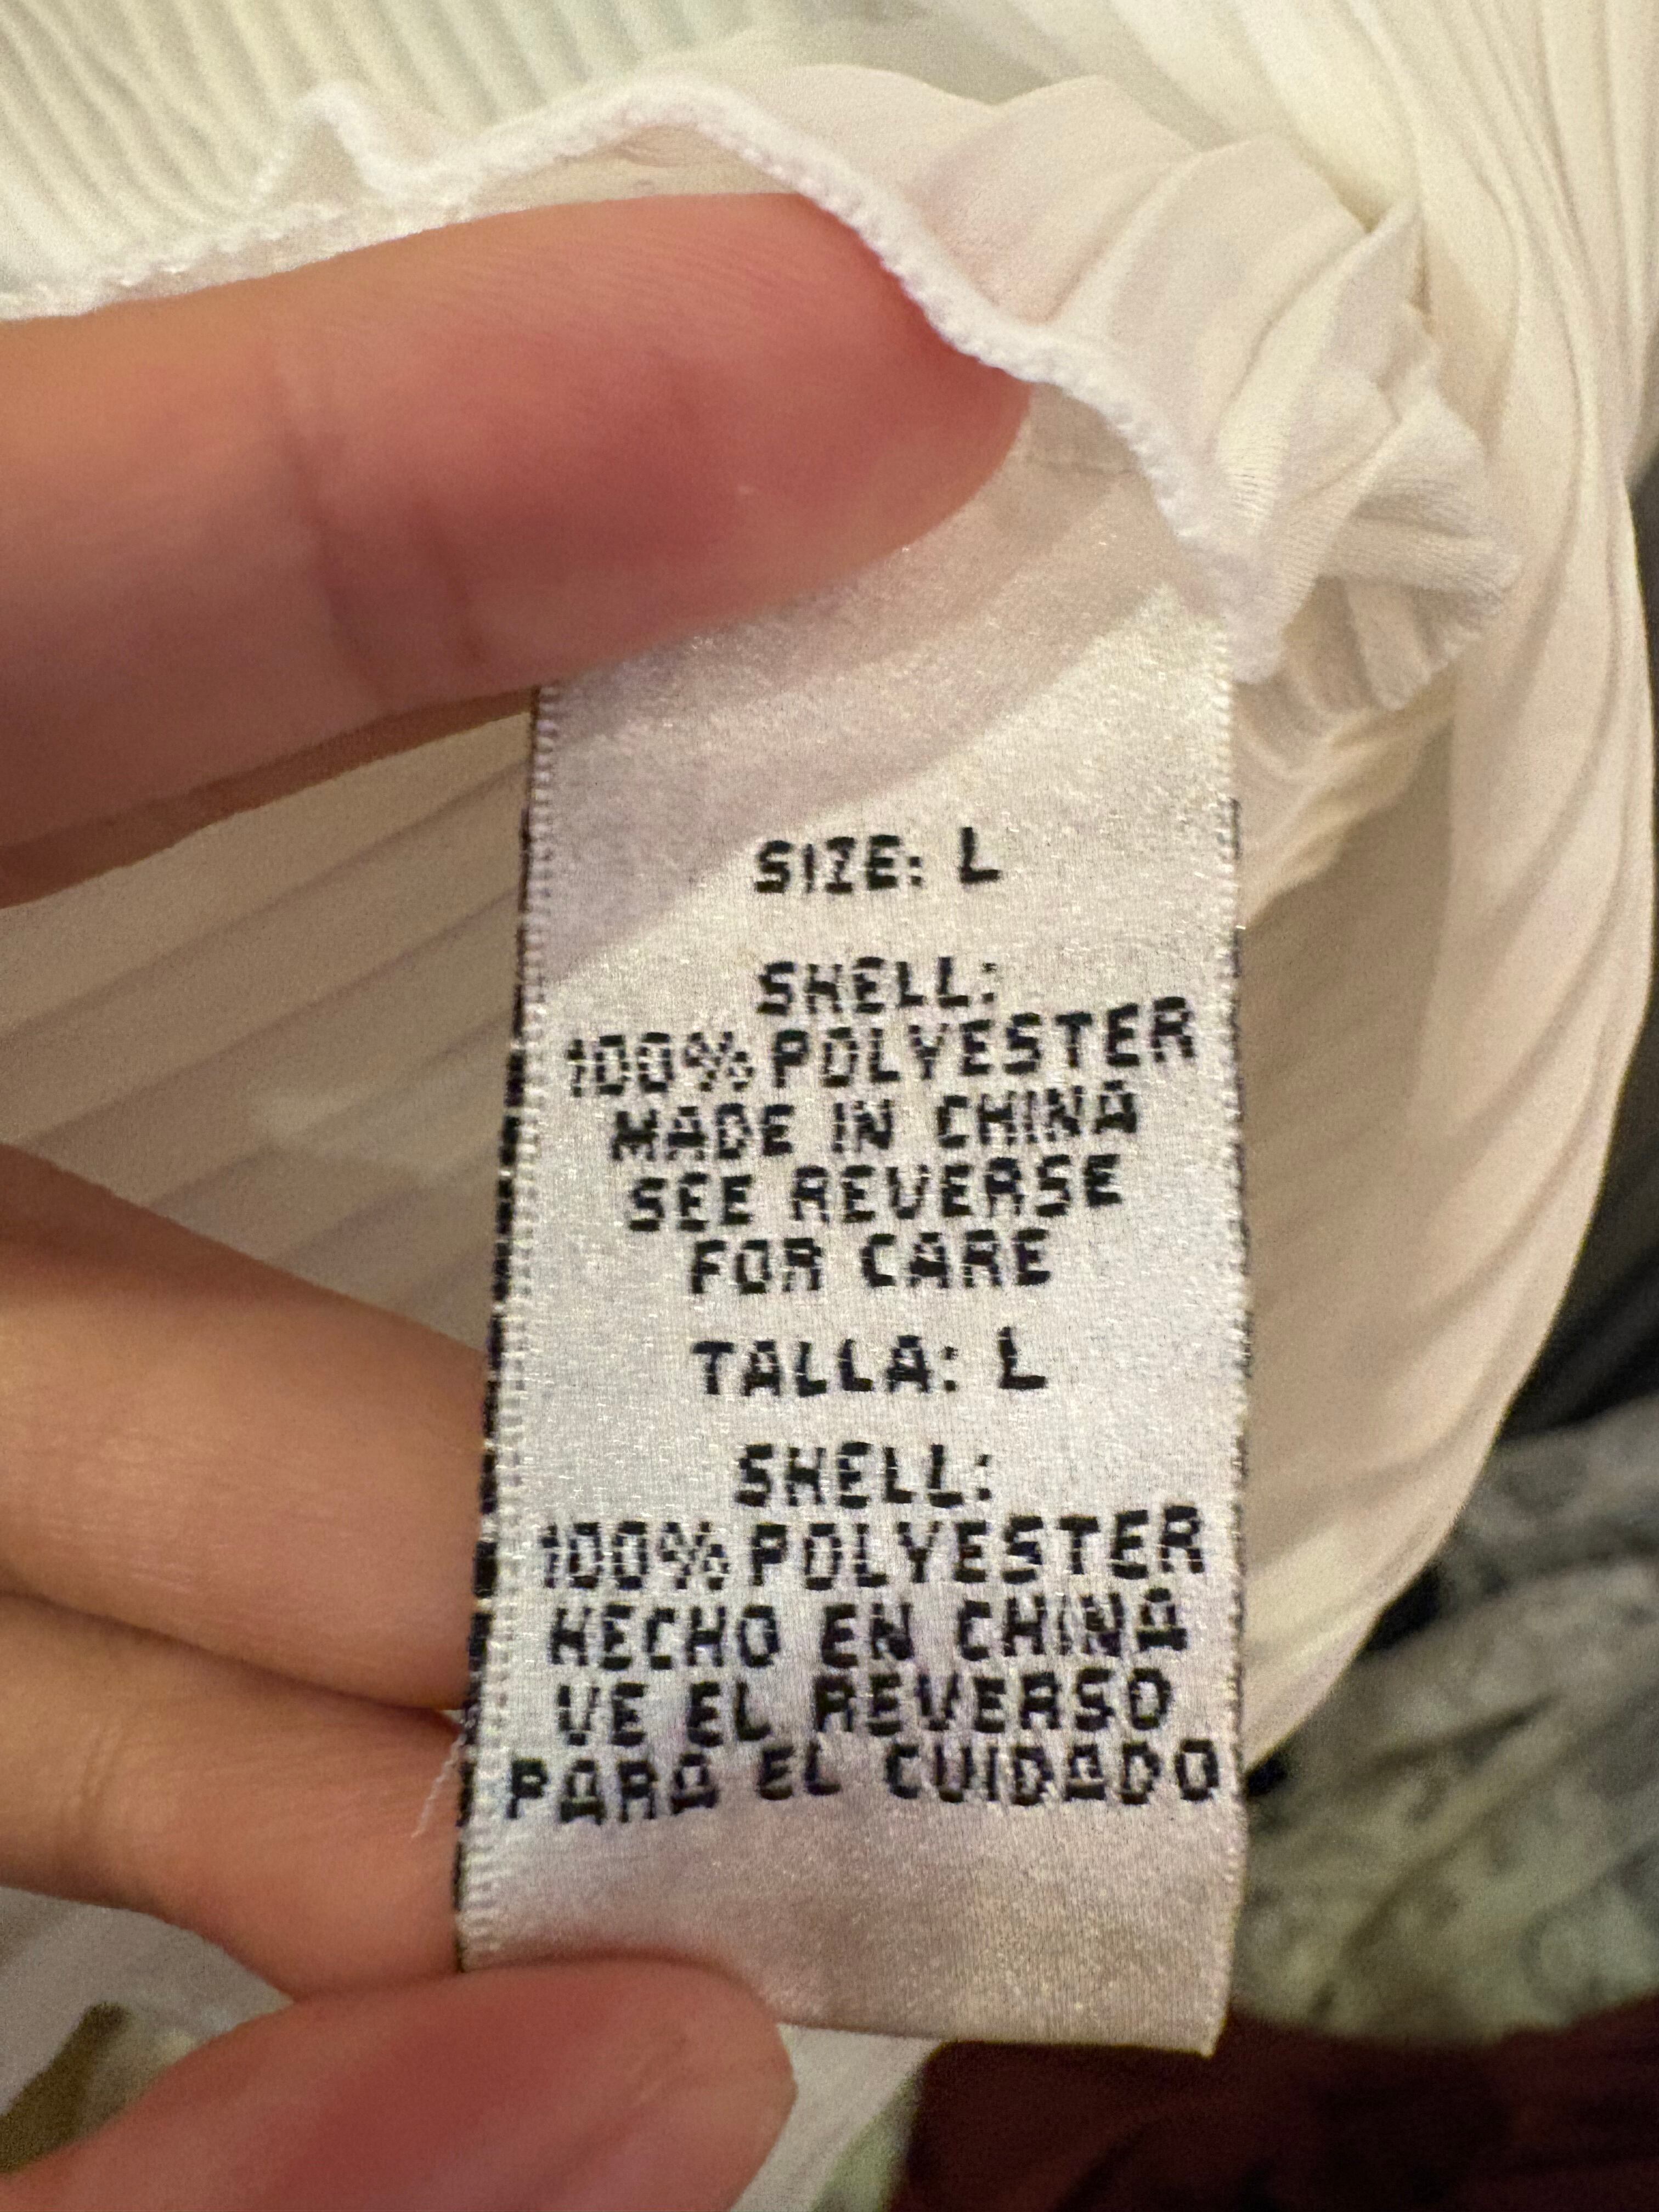 SIZE: L
SHELL:
100% POLYESTER
MADE IN CHINA
SEE REVERSE
FOR CARE
TALLA: L
SHELL:
100% POLYESTER
HECHO EN CHINA
VE EL REVERSO
PARA EL CUIDADO